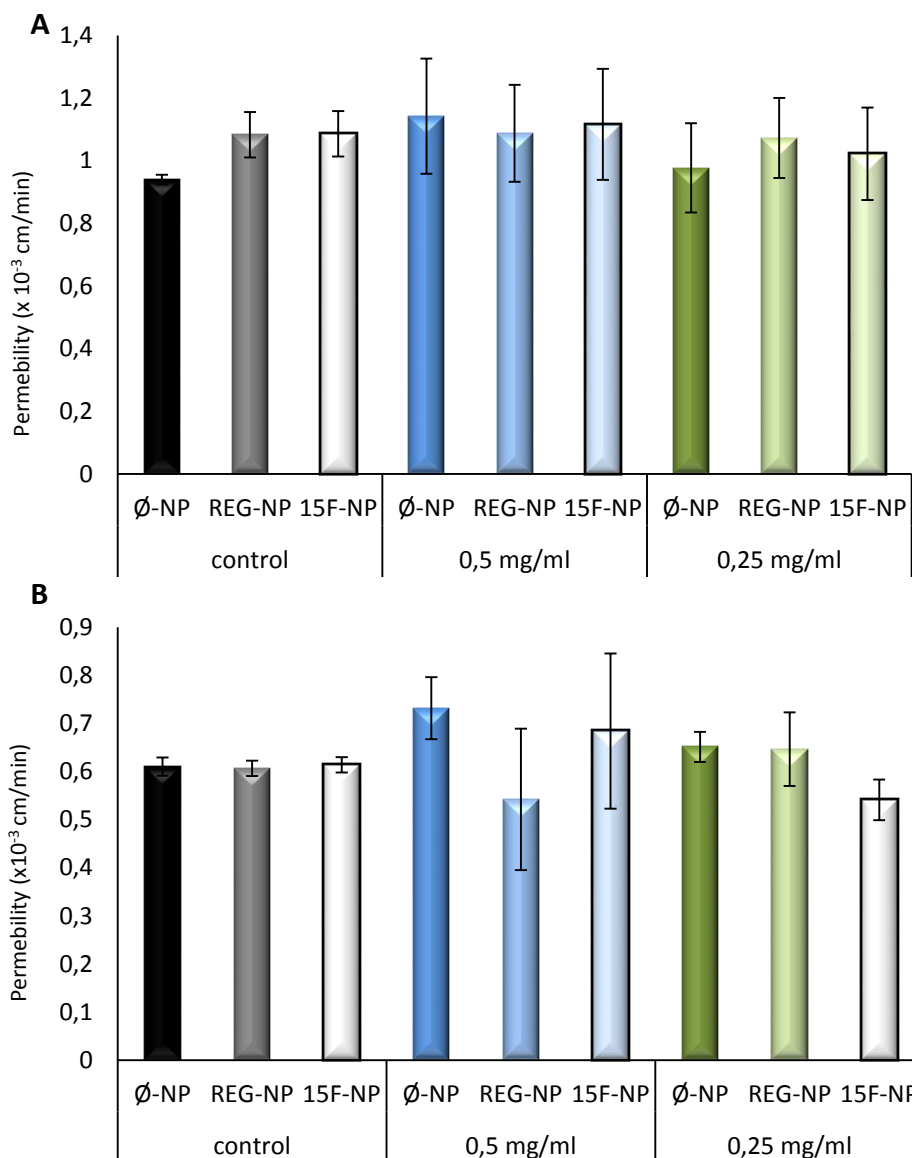 A
Permebility (x 10⁻³ cm/min)
1,4
1,2
1
0,8
0,6
0,4
0,2
0
Ø-NP REG-NP 15F-NP Ø-NP REG-NP 15F-NP Ø-NP REG-NP 15F-NP
control 0,5 mg/ml 0,25 mg/ml
B
Permebility (x10⁻³ cm/min)
0,9
0,8
0,7
0,6
0,5
0,4
0,3
0,2
0,1
0
Ø-NP REG-NP 15F-NP Ø-NP REG-NP 15F-NP Ø-NP REG-NP 15F-NP
control 0,5 mg/ml 0,25 mg/ml